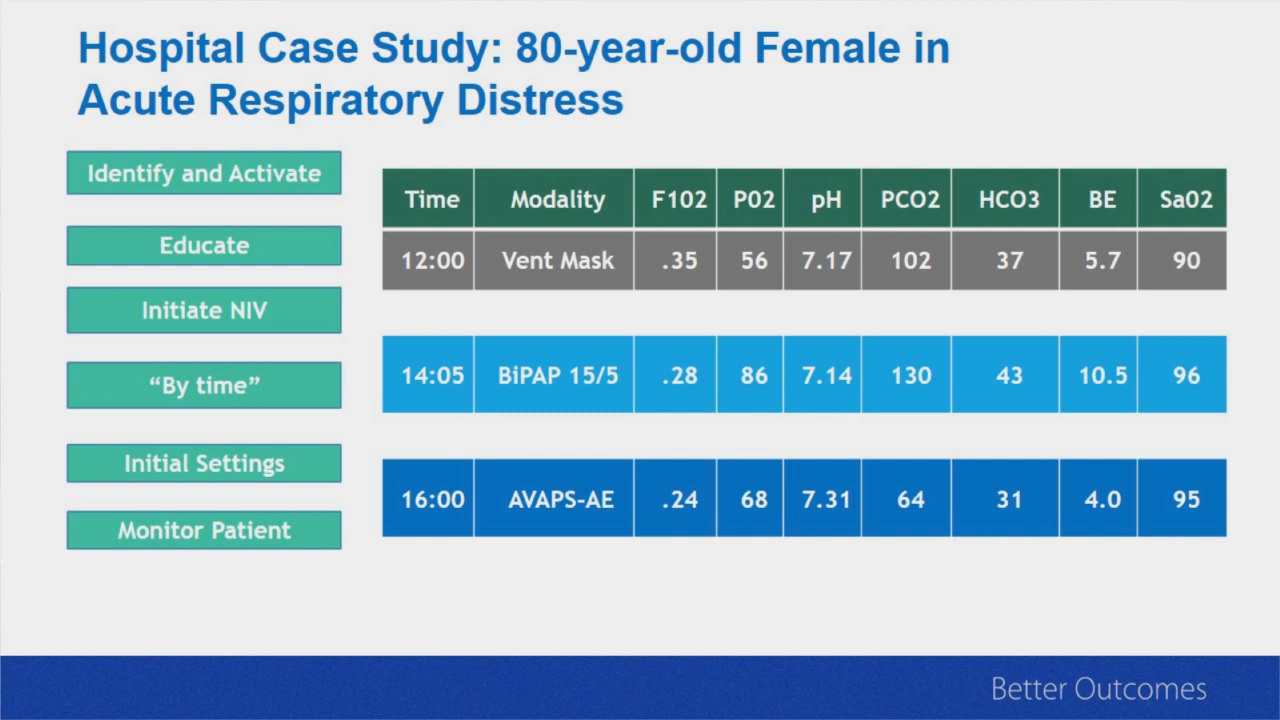 Hospital Case Study: 80-year-old Female in
Acute Respiratory Distress
Identify and Activate
Educate
Initiate NIV
“By time”
Initial Settings
Monitor Patient
Time Modality F102 P02 pH PCO2 HCO3 BE Sa02
12:00 Vent Mask .35 56 7.17 102 37 5.7 90
14:05 BiPAP 15/5 .28 86 7.14 130 43 10.5 96
16:00 AVAPS-AE .24 68 7.31 64 31 4.0 95
Better Outcomes